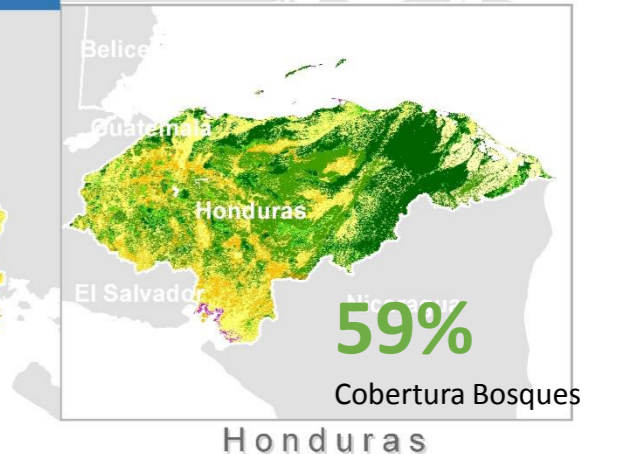 Belice
Guatemala
Honduras
El Salvador
Nicaragua
59%
Cobertura Bosques
Honduras